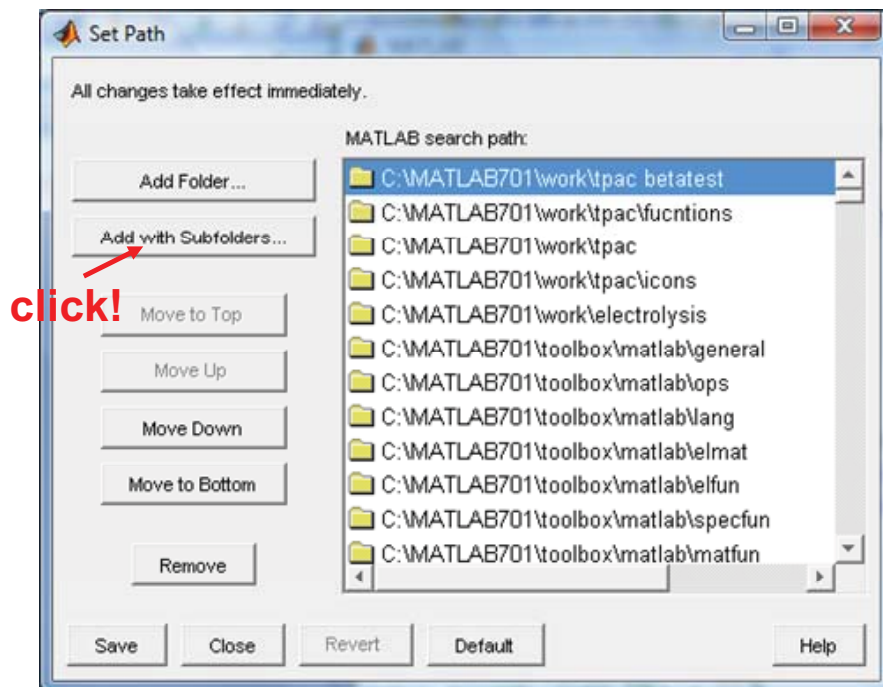 Set Path
All changes take effect immediately.
MATLAB search path:
Add Folder...
Add with Subfolders...
click!
Move to Top
Move Up
Move Down
Move to Bottom
Remove
C:\MATLAB701\work\tpac betatest
C:\MATLAB701\work\tpac\fucntions
C:\MATLAB701\work\tpac
C:\MATLAB701\work\tpac\icons
C:\MATLAB701\work\electrolysis
C:\MATLAB701\toolbox\matlab\general
C:\MATLAB701\toolbox\matlab\ops
C:\MATLAB701\toolbox\matlab\lang
C:\MATLAB701\toolbox\matlab\elmat
C:\MATLAB701\toolbox\matlab\elfun
C:\MATLAB701\toolbox\matlab\specfun
C:\MATLAB701\toolbox\matlab\matfun
Save
Close
Revert
Default
Help